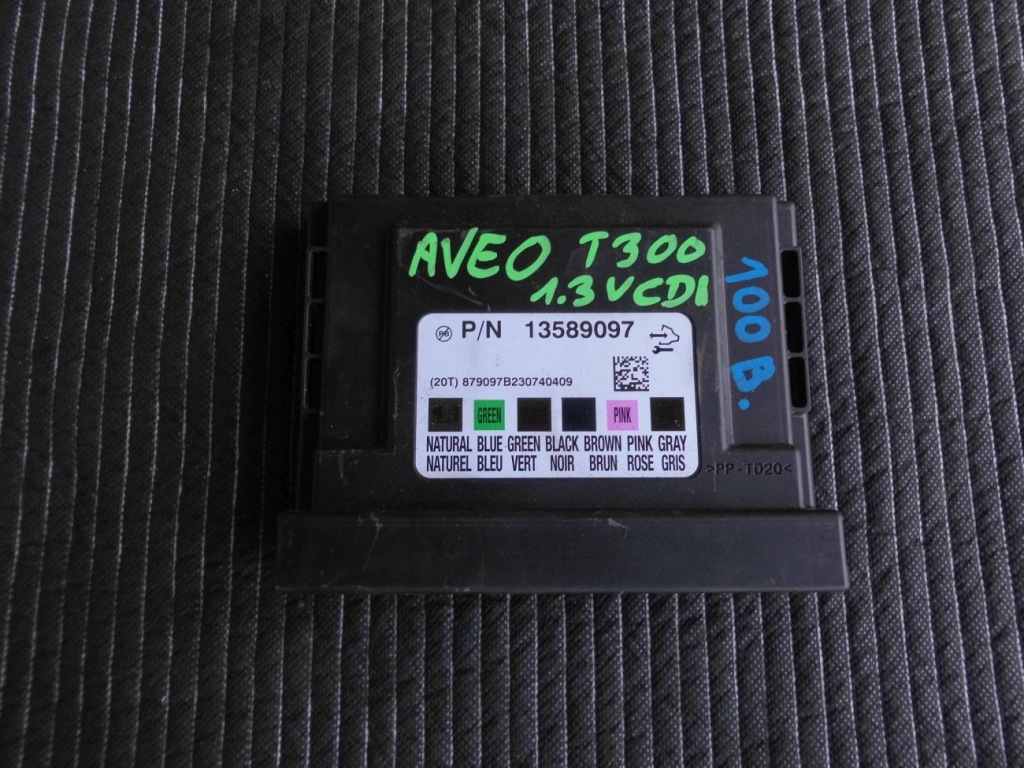 AVEO T300
1.3 VCDI
100 B.
P/N 13589097
(20T) 879097B230740409
GREEN PINK
NATURAL BLUE GREEN BLACK BROWN PINK GRAY
NATUREL BLEU VERT NOIR BRUN ROSE GRIS
>PP-TD20<